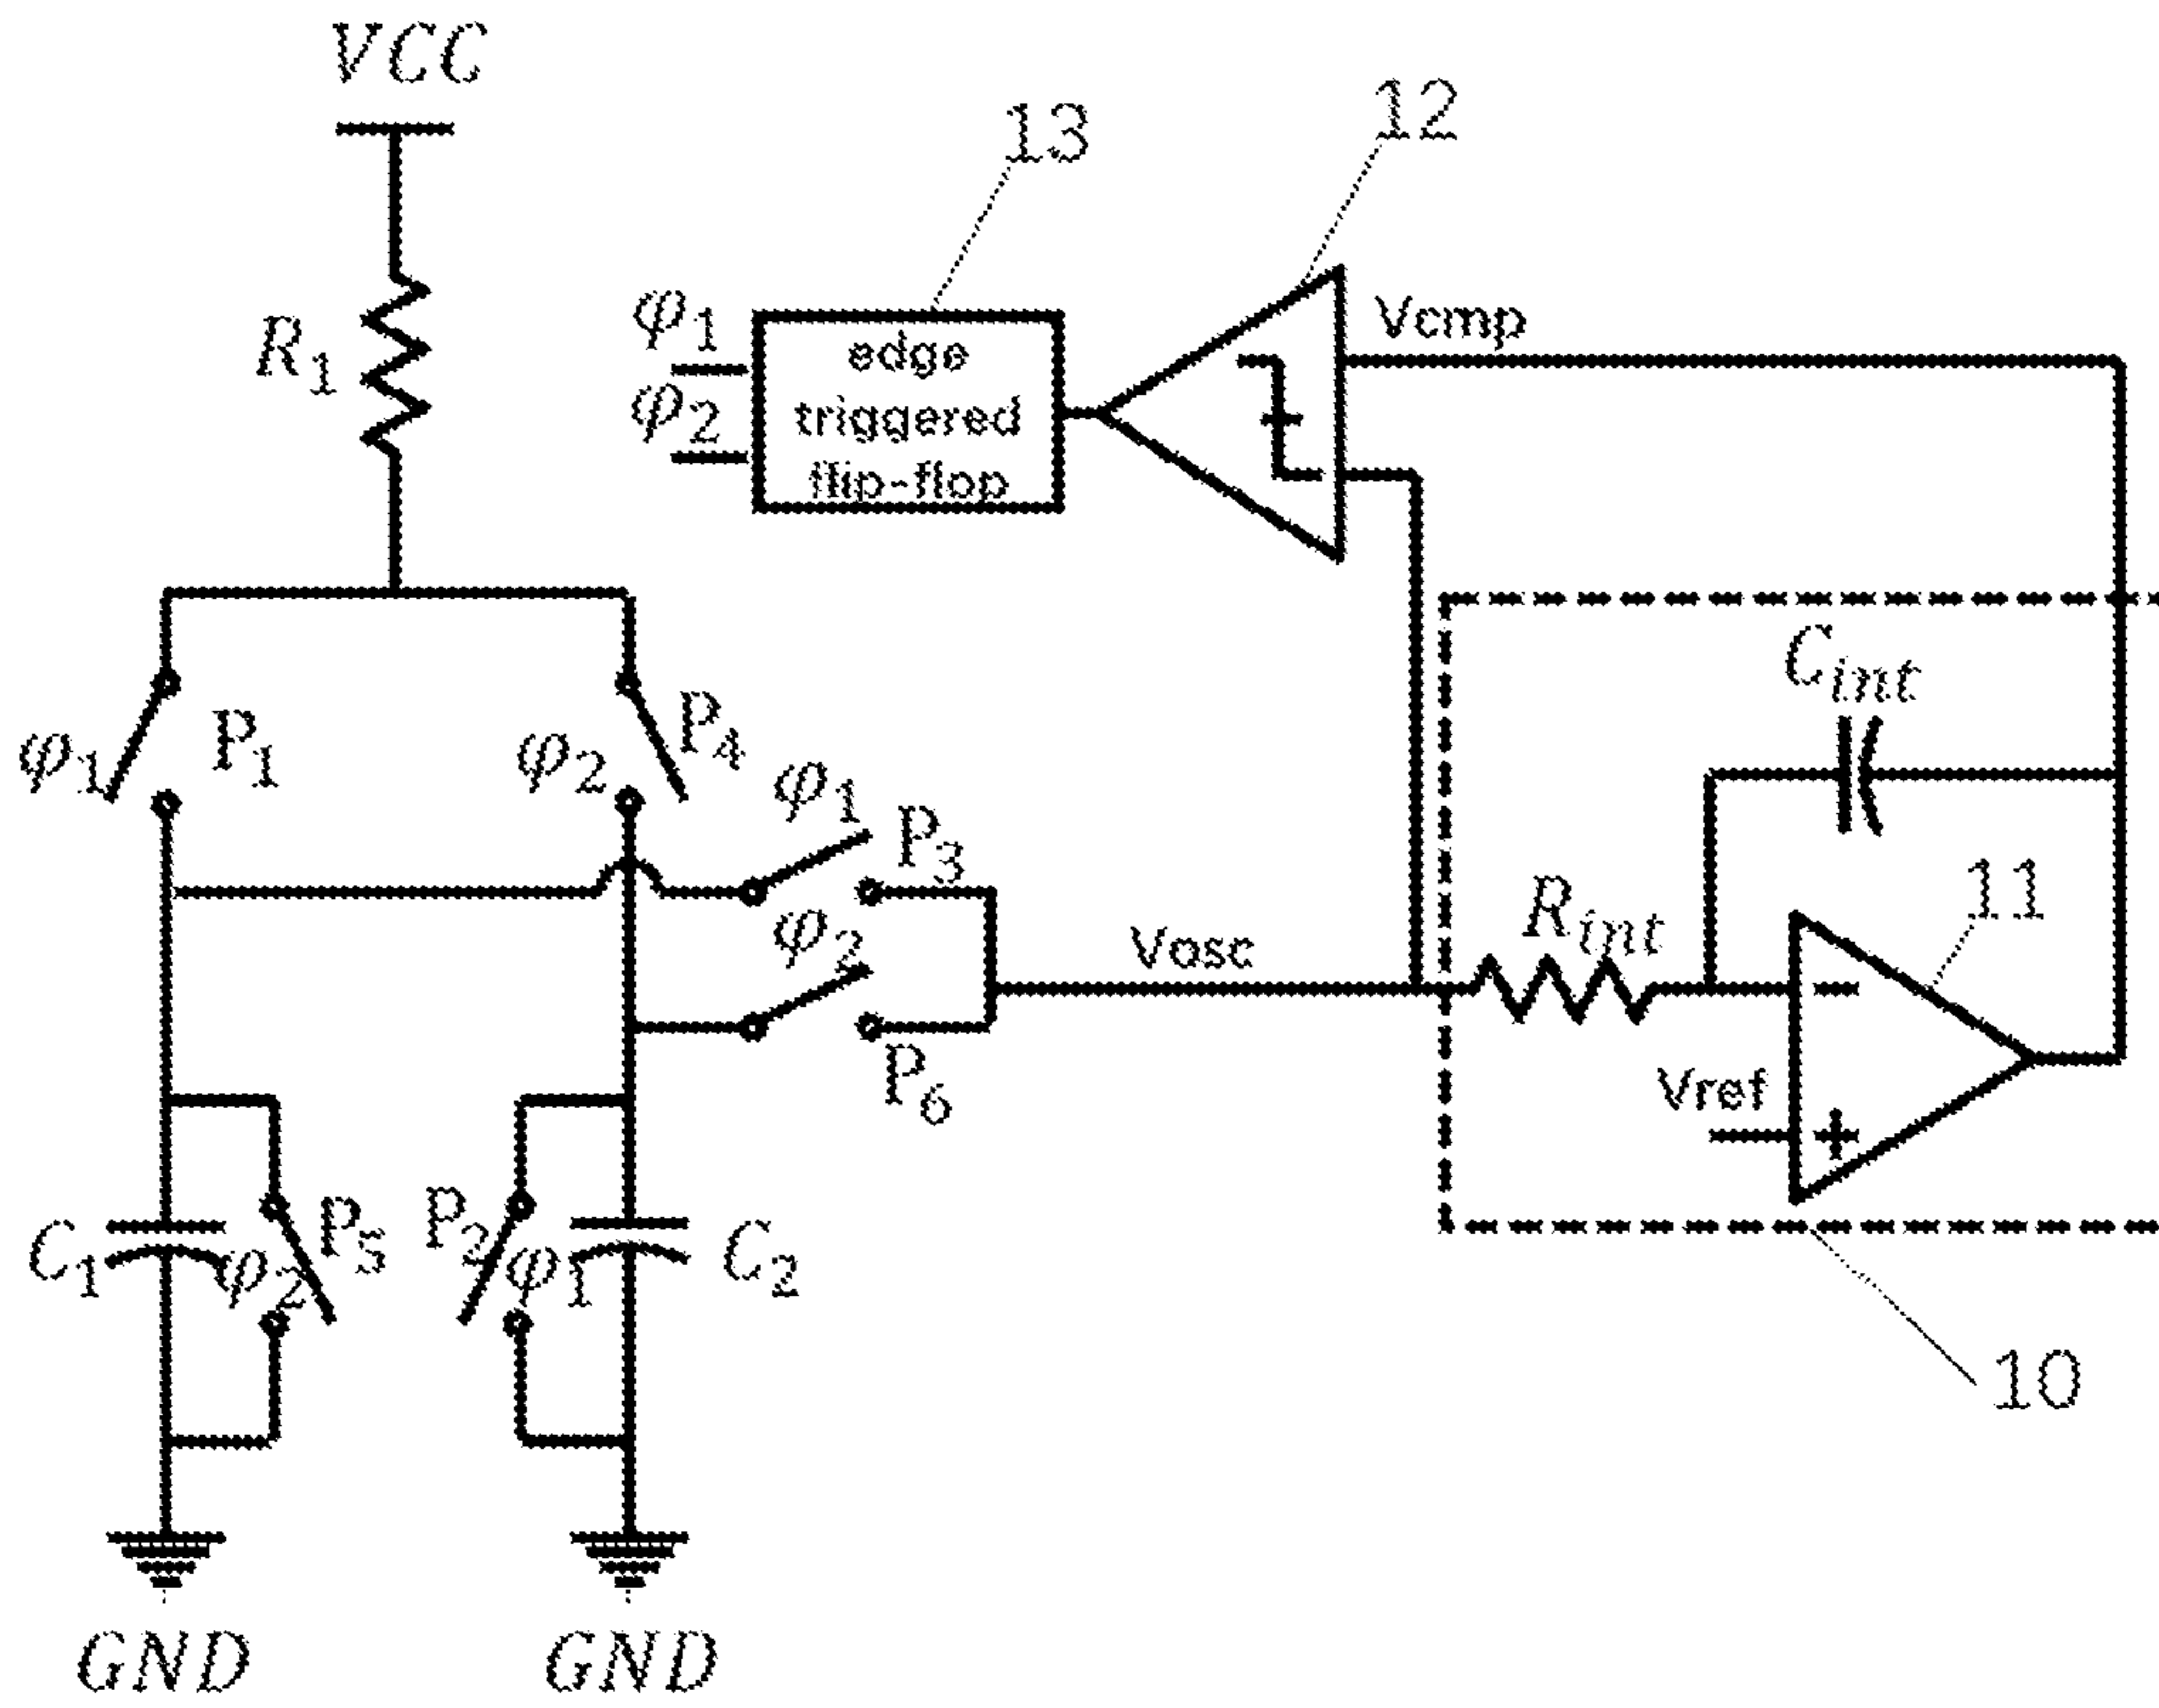 VCC
13
12
R1
φ1
φ2
edge
triggered
flip-flop
Vcmp
Cint
φ1
P1
φ2
P4
φ1
P3
φ2
P6
Vosc
Rint
11
Vref
C1
φ2
P5
P2
φ1
C2
10
GND
GND